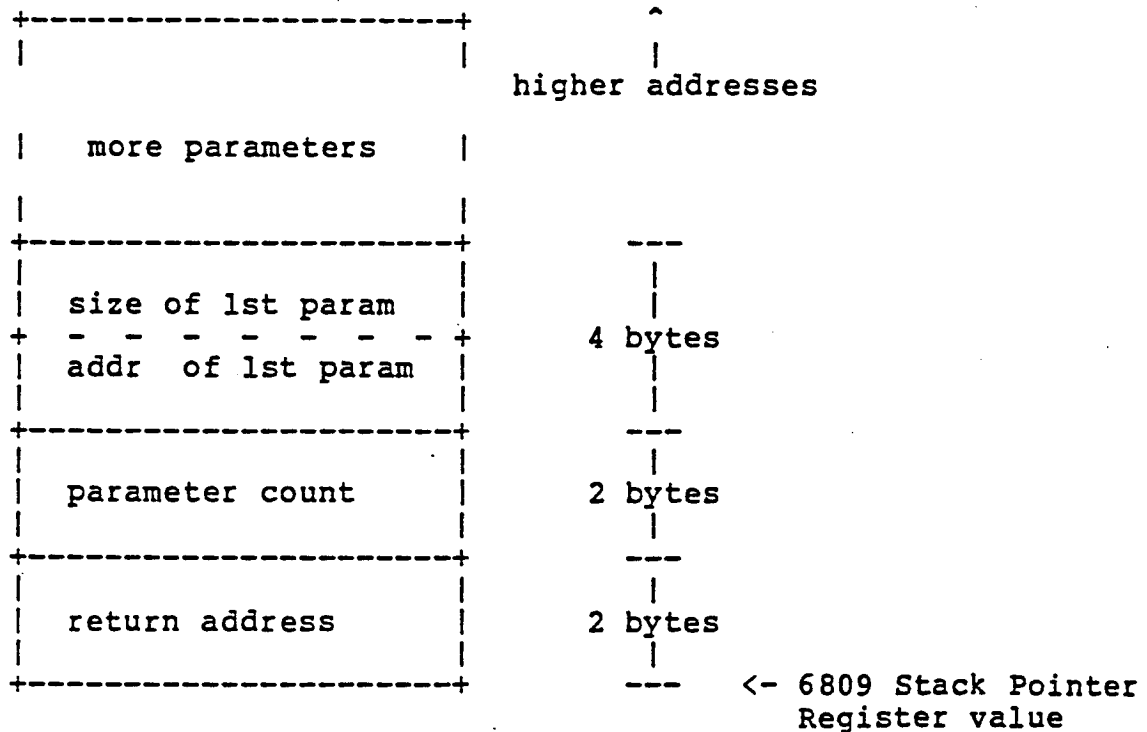 higher addresses
more parameters
---
size of 1st param
4 bytes
addr of 1st param
---
parameter count 2 bytes
---
return address 2 bytes
--- <- 6809 Stack Pointer
Register value